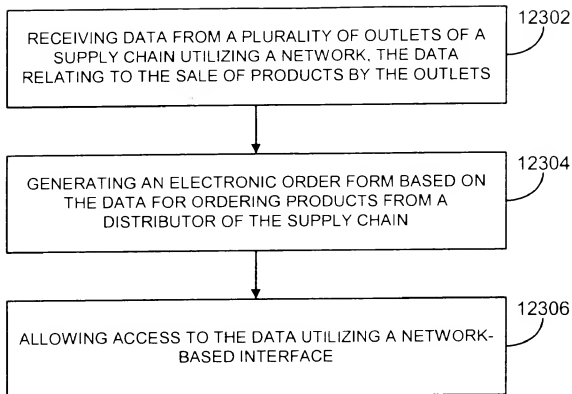 12302
RECEIVING DATA FROM A PLURALITY OF OUTLETS OF A
SUPPLY CHAIN UTILIZING A NETWORK, THE DATA
RELATING TO THE SALE OF PRODUCTS BY THE OUTLETS
12304
GENERATING AN ELECTRONIC ORDER FORM BASED ON
THE DATA FOR ORDERING PRODUCTS FROM A
DISTRIBUTOR OF THE SUPPLY CHAIN
12306
ALLOWING ACCESS TO THE DATA UTILIZING A NETWORK-
BASED INTERFACE